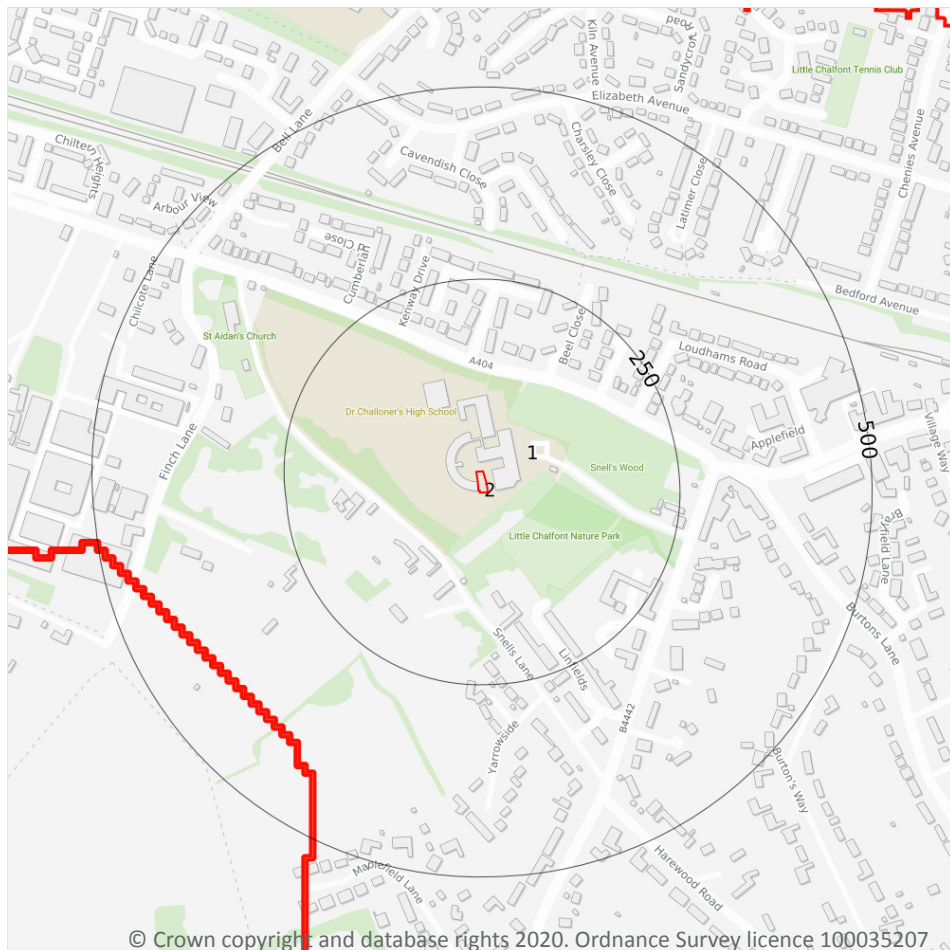 Kiln Avenue
Sandycroft Road
Little Chalfont Tennis Club
Elizabeth Avenue
Chenies Avenue
Bell Lane
Charsley Close
Chiltern Heights
Cavendish Close
Latimer Close
Arbour View
Cumberland Close
Kenway Drive
Chilcote Lane
Bedford Avenue
St Aidan's Church
Beel Close
Loudhams Road
A404
250
Dr Challoner's High School
500
Village Way
Applefield
Finch Lane
1
Snell's Wood
2
Little Chalfont Nature Park
Burtons Lane
Snells Lane
Linfields
B4442
Yarrowside
Burton's Way
Maplefield Lane
Harewood Road
© Crown copyright and database rights 2020. Ordnance Survey licence 100035207